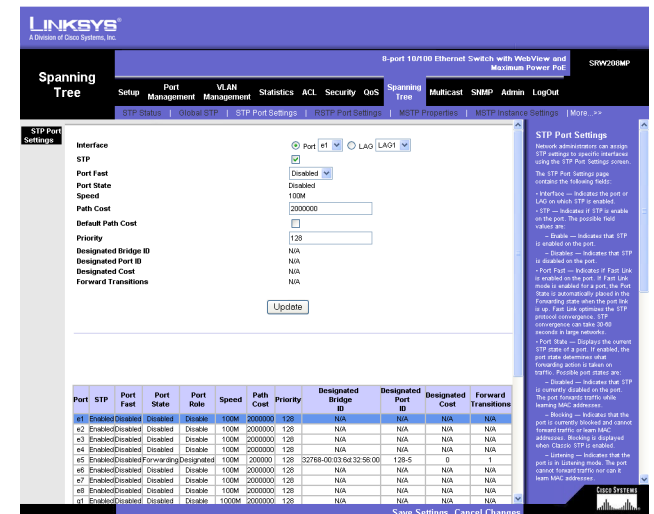 LINKSYS®
A Division of Cisco Systems, Inc.
8-port 10/100 Ethernet Switch with WebView and
Maximum Power PoE
SRW208MP
Spanning
Tree
Setup
Port Management
VLAN Management
Statistics
ACL
Security
QoS
Spanning Tree
Multicast
SNMP
Admin
LogOut
STP Status | Global STP | STP Port Settings | RSTP Port Settings | MSTP Properties | MSTP Instance Settings | More...>>
STP Port
Settings
Interface Port e1 LAG LAG1
STP
Port Fast Disabled
Port State Disabled
Speed 100M
Path Cost 2000000
Default Path Cost
Priority 128
Designated Bridge ID N/A
Designated Port ID N/A
Designated Cost N/A
Forward Transitions N/A
Update
Port STP Port Fast Port State Port Role Speed Path Cost Priority Designated Bridge ID Designated Port ID Designated Cost Forward Transitions
e1 Enabled Disabled Disabled Disable 100M 2000000 128 N/A N/A N/A N/A
e2 Enabled Disabled Disabled Disable 100M 2000000 128 N/A N/A N/A N/A
e3 Enabled Disabled Disabled Disable 100M 2000000 128 N/A N/A N/A N/A
e4 Enabled Disabled Disabled Disable 100M 2000000 128 N/A N/A N/A N/A
e5 Enabled Disabled Forwarding Designated 100M 200000 128 32768-00:03:6d:32:56:00 128-5 0 1
e6 Enabled Disabled Disabled Disable 100M 2000000 128 N/A N/A N/A N/A
e7 Enabled Disabled Disabled Disable 100M 2000000 128 N/A N/A N/A N/A
e8 Enabled Disabled Disabled Disable 100M 2000000 128 N/A N/A N/A N/A
g1 Enabled Disabled Disabled Disable 1000M 2000000 128 N/A N/A N/A N/A
STP Port Settings
Network administrators can assign
STP settings to specific interfaces
using the STP Port Settings screen.
The STP Port Settings page
contains the following fields:
• Interface — Indicates the port or
LAG on which STP is enabled.
• STP — Indicates if STP is enable
on the port. The possible field
values are:
– Enable — Indicates that STP
is enabled on the port.
– Disables — Indicates that STP
is disabled on the port.
• Port Fast — Indicates if Fast Link
is enabled on the port. If Fast Link
mode is enabled for a port, the Port
State is automatically placed in the
Forwarding state when the port link
is up. Fast Link optimizes the STP
protocol convergence. STP
convergence can take 30-60
seconds in large networks.
• Port State — Displays the current
STP state of a port. If enabled, the
port state determines what
forwarding action is taken on
traffic. Possible port states are:
– Disabled — Indicates that STP
is currently disabled on the port.
The port forwards traffic while
learning MAC addresses.
– Blocking — Indicates that the
port is currently blocked and cannot
forward traffic or learn MAC
addresses. Blocking is displayed
when Classic STP is enabled.
– Listening — Indicates that the
port is in Listening mode. The port
cannot forward traffic nor can it
learn MAC addresses.
Save Settings Cancel Changes
CISCO SYSTEMS